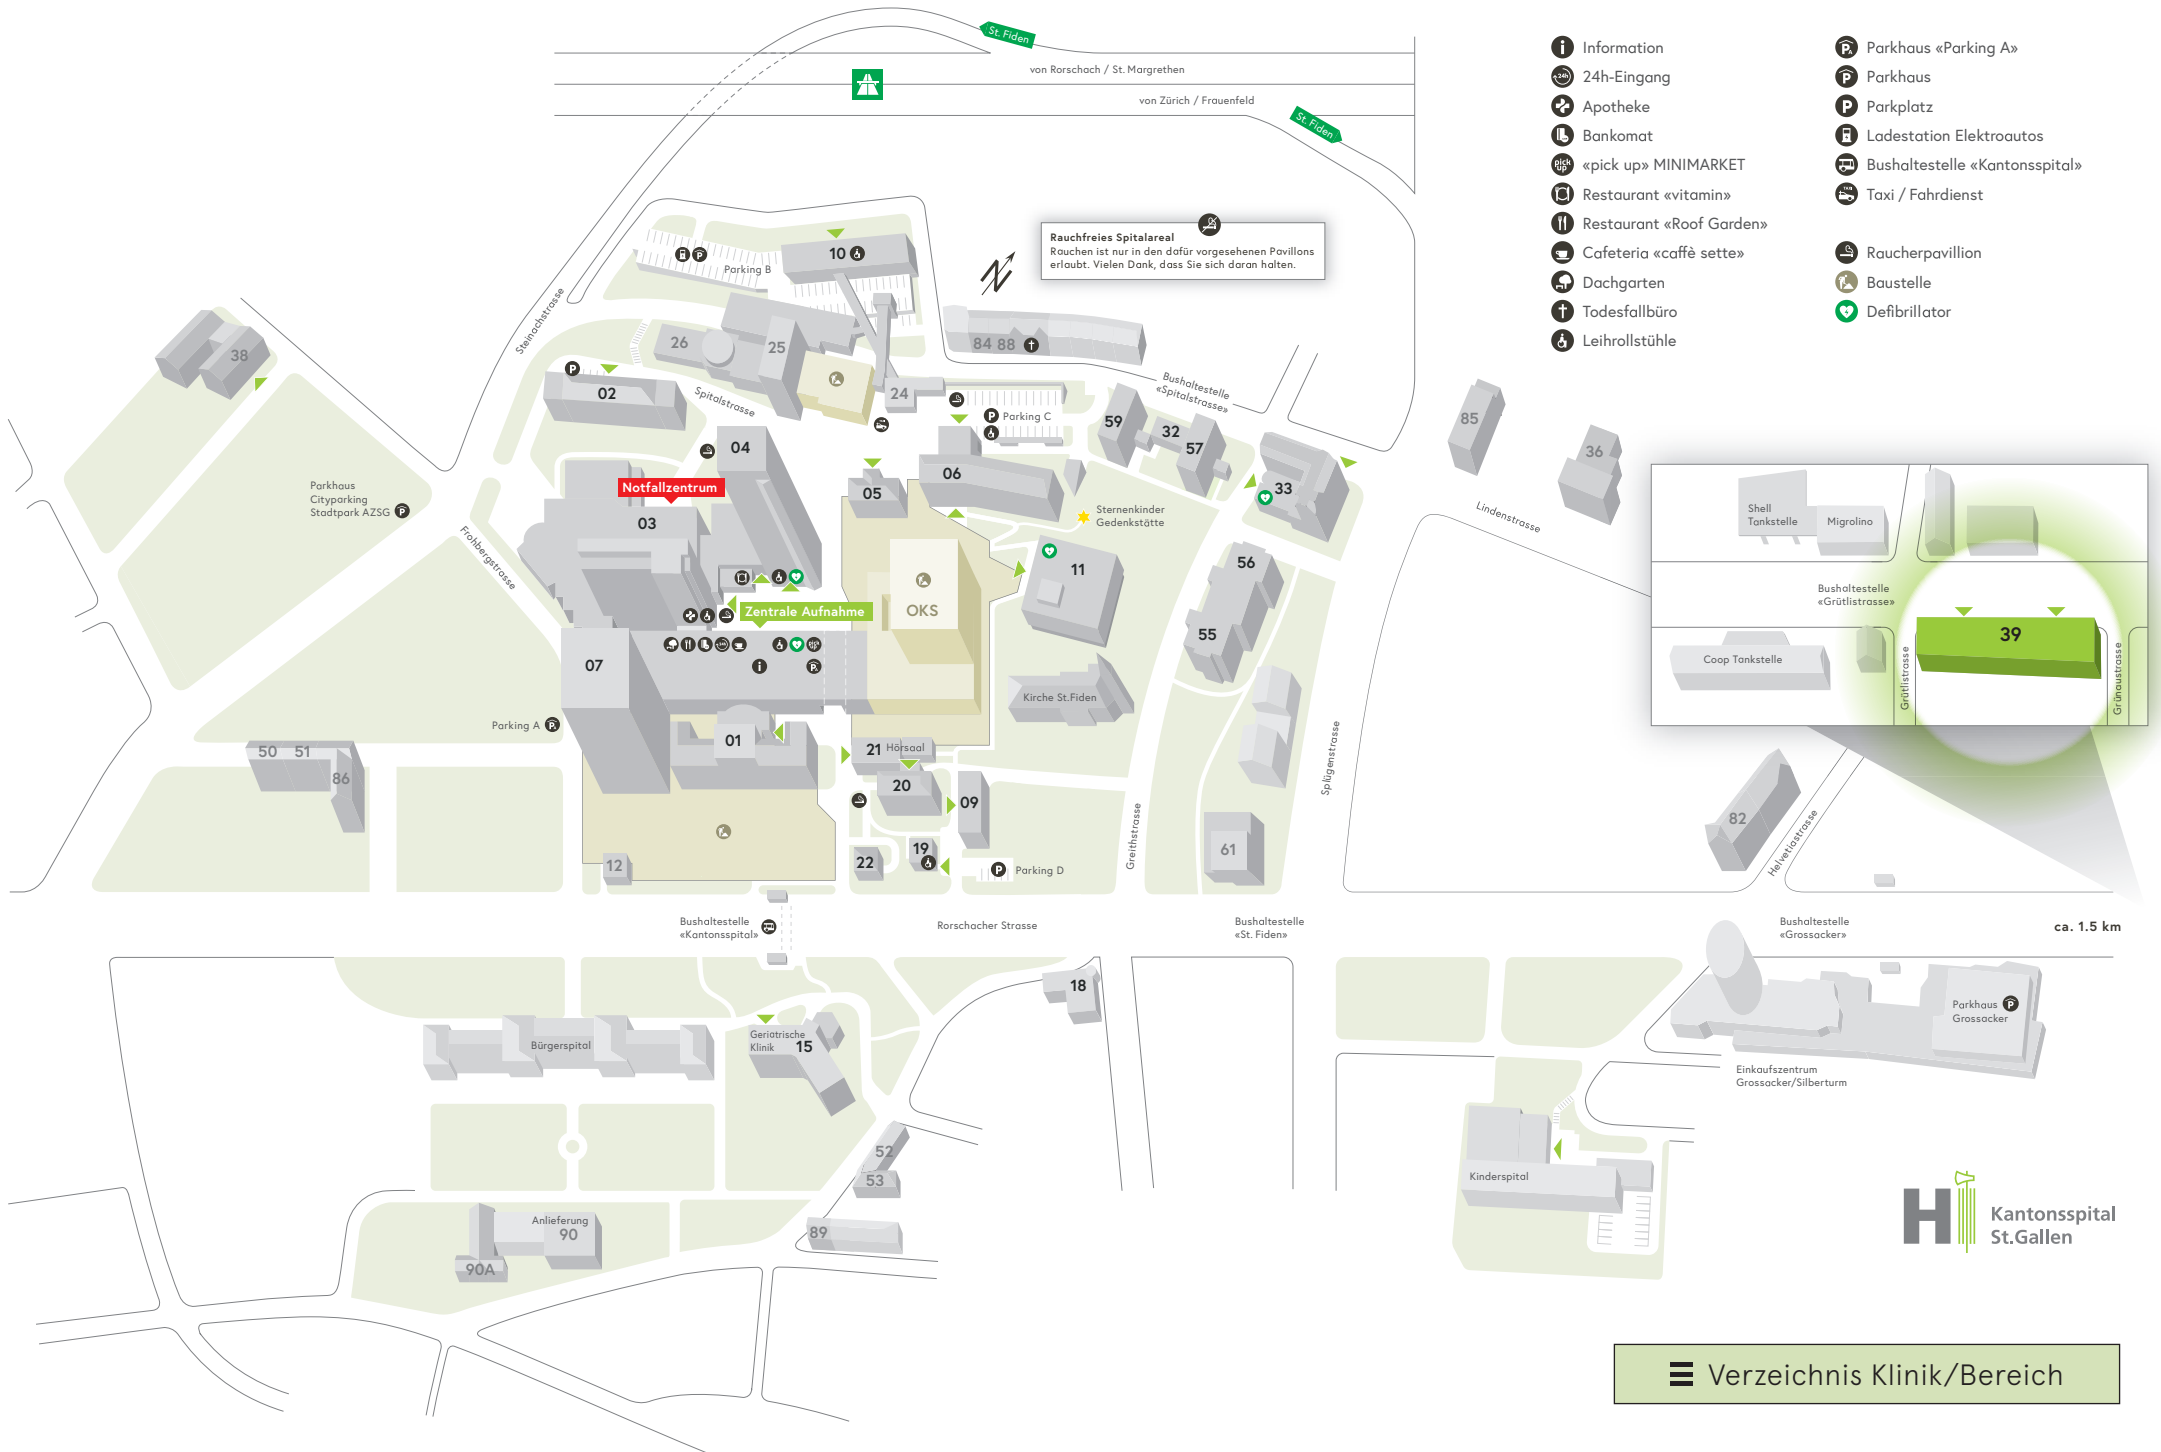 St. Fiden
von Rorschach / St. Margrethen
von Zürich / Frauenfeld
St. Fiden
Information
24h-Eingang
Apotheke
Bankomat
«pick up» MINIMARKET
Restaurant «vitamin»
Restaurant «Roof Garden»
Cafeteria «caffè sette»
Dachgarten
Todesfallbüro
Leihrollstühle
Parkhaus «Parking A»
Parkhaus
Parkplatz
Ladestation Elektroautos
Bushaltestelle «Kantonsspital»
Taxi / Fahrdienst
Raucherpavillion
Baustelle
Defibrillator
Rauchfreies Spitalareal
Rauchen ist nur in den dafür vorgesehenen Pavillons
erlaubt. Vielen Dank, dass Sie sich daran halten.
N
Parking B
10
Steinachstrasse
38
26
25
84 88
02
Spitalstrasse
24
Parking C
Bushaltestelle
«Spitalstrasse»
59
32
57
85
36
04
06
05
33
Notfallzentrum
03
Parkhaus
Cityparking
Stadtpark AZSG
Frohbergstrasse
Sternenkinder
Gedenkstätte
Lindenstrasse
Shell
Tankstelle
Migrolino
11
56
55
OKS
Zentrale Aufnahme
07
Bushaltestelle
«Grütlistrasse»
39
Coop Tankstelle
Grütlistrasse
Grünaustrasse
Kirche St.Fiden
Parking A
01
21 Hörsaal
20
09
50 51
86
Splügenstrasse
Greithstrasse
61
82
Helvetiastrasse
12
22
19
Parking D
Bushaltestelle
«Kantonsspital»
Rorschacher Strasse
Bushaltestelle
«St. Fiden»
Bushaltestelle
«Grossacker»
ca. 1.5 km
18
Parkhaus
Grossacker
Geriatrische
Klinik 15
Bürgerspital
Einkaufszentrum
Grossacker/Silberturm
52
53
Kinderspital
89
Anlieferung
90
90A
H
Kantonsspital
St.Gallen
Verzeichnis Klinik/Bereich